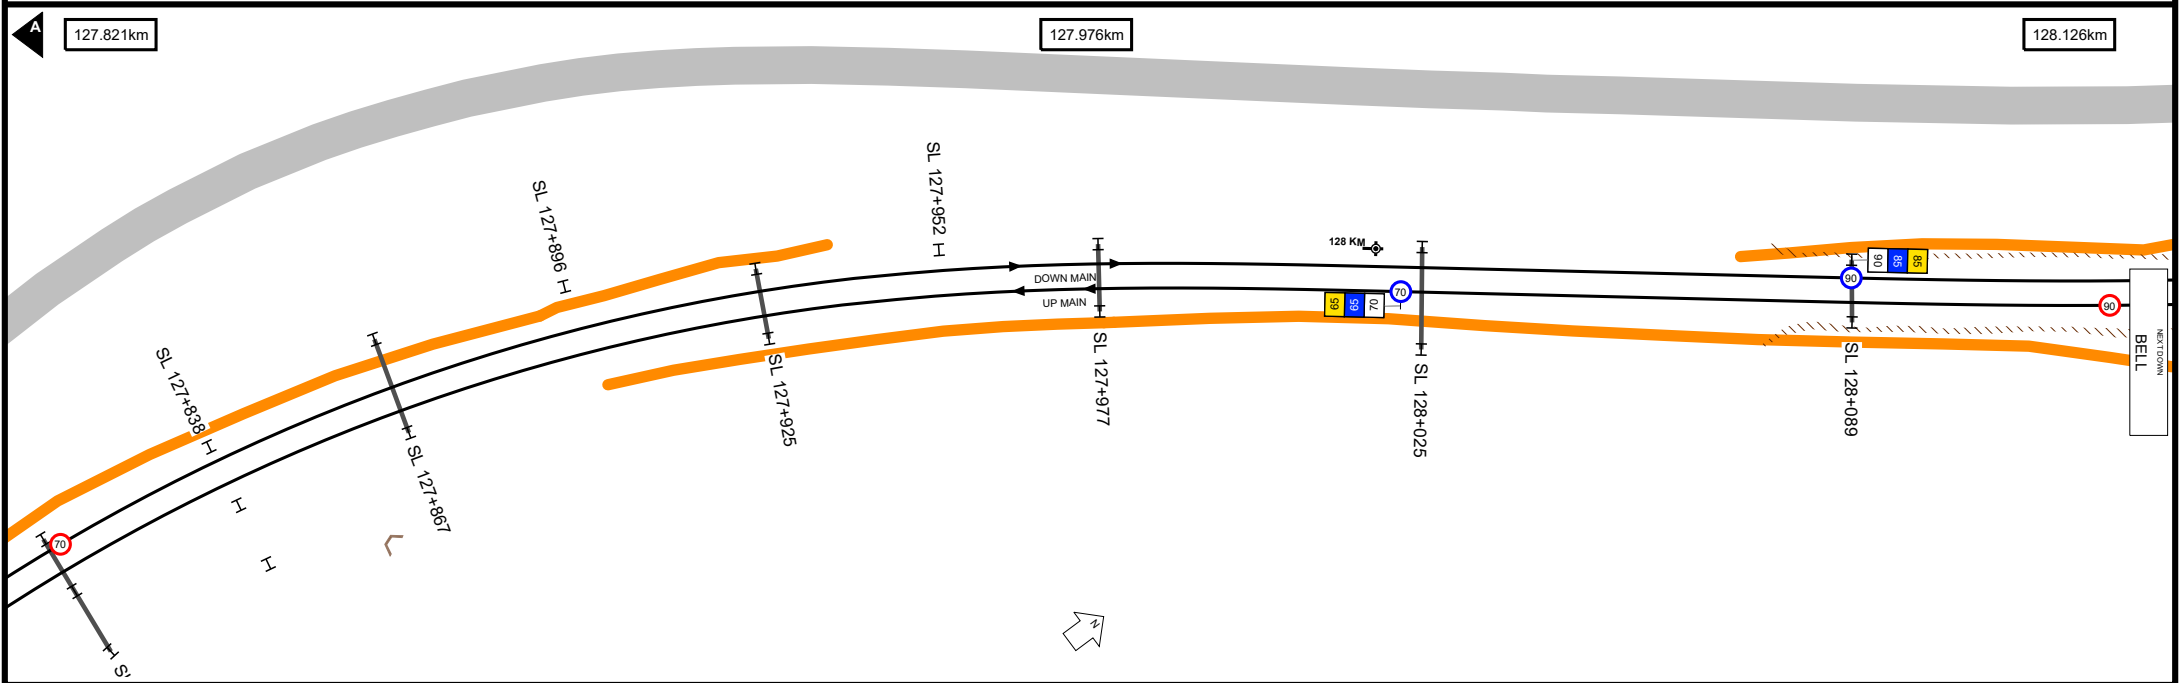 A
127.821km
127.976km
128.126km
SL 127+838
SL 127+867
SL 127+896
SL 127+925
SL 127+952
SL 127+977
128 KM
SL 128+025
SL 128+089
DOWN MAIN
UP MAIN
65 65 70
70
90 85 85
90
90
70
NEXT DOWN
BELL
N